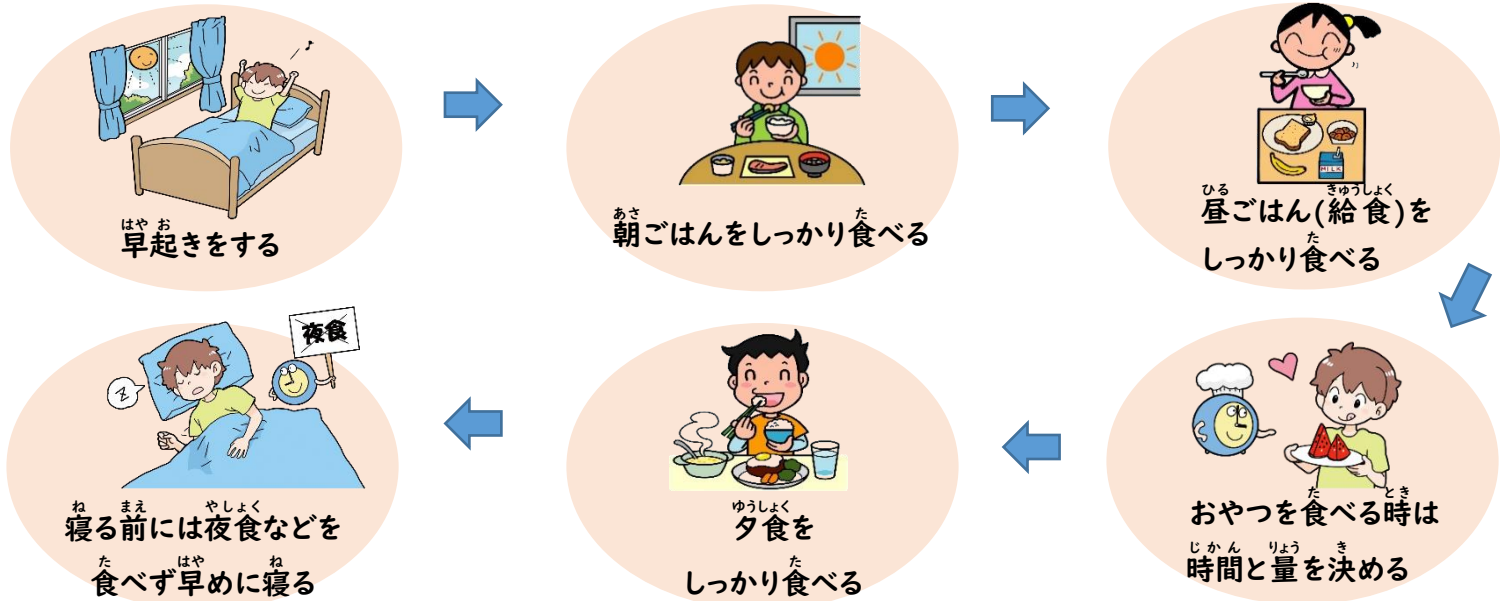 早起きをする
朝ごはんをしっかり食べる
昼ごはん(給食)を
しっかり食べる
MILK
おやつを食べる時は
時間と量を決める
夕食を
しっかり食べる
夜食
Z
寝る前には夜食などを
食べず早めに寝る